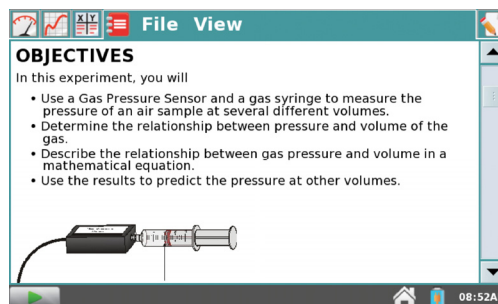 X Y
File View
OBJECTIVES
In this experiment, you will
• Use a Gas Pressure Sensor and a gas syringe to measure the
pressure of an air sample at several different volumes.
• Determine the relationship between pressure and volume of the
gas.
• Describe the relationship between gas pressure and volume in a
mathematical equation.
• Use the results to predict the pressure at other volumes.
08:52A